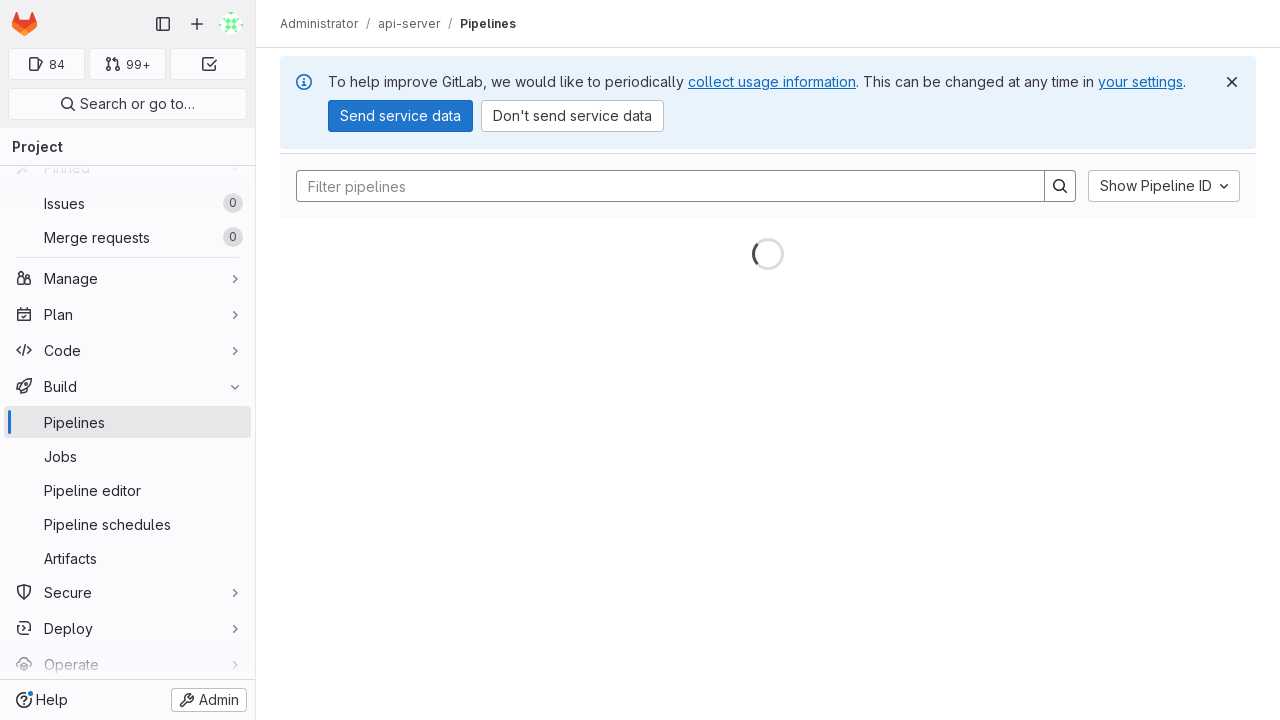 Administrator / api-server / Pipelines
84
99+
Search or go to…
Project
Pinned
Issues 0
Merge requests 0
Manage
Plan
Code
Build
Pipelines
Jobs
Pipeline editor
Pipeline schedules
Artifacts
Secure
Deploy
Operate
Help
Admin
To help improve GitLab, we would like to periodically collect usage information. This can be changed at any time in your settings.
Send service data
Don't send service data
Filter pipelines
Show Pipeline ID